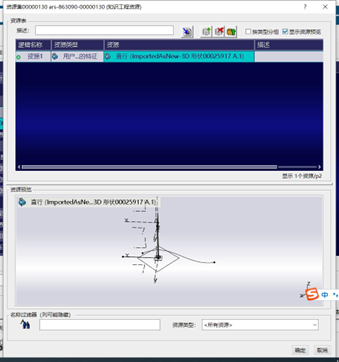 资源集00000130 ars-863090-00000130 (知识工程资源)
资源表
描述:
按类型分组 显示资源预览
逻辑名称 资源类型 资源 描述
资源1 用户...的特征 直行 (ImportedAsNew-3D 形状00025917 A.1)
显示 1个资源/p2
资源预览
直行 (ImportedAsNe...3D 形状00025917 A.1)
名称过滤器 (列可能隐藏)
资源类型: <所有资源>
中
确定 取消